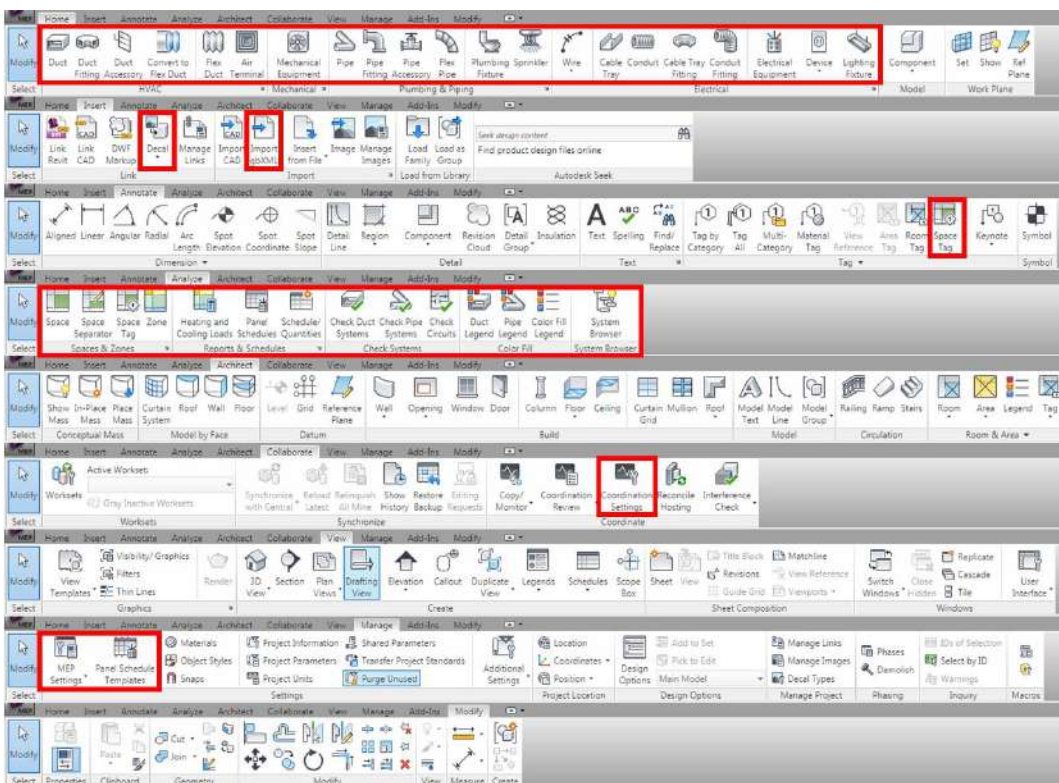 MEP Home Insert Annotate Analyze Architect Collaborate View Manage Add-Ins Modify
Modify Duct Duct Duct Convert to Flex Air Mechanical Pipe Pipe Pipe Flex Plumbing Sprinkler Wire Cable Conduit Cable Tray Conduit Electrical Device Lighting Component Set Show Ref
Fitting Accessory Flex Duct Duct Terminal Equipment Fitting Accessory Pipe Fixture Tray Fitting Fitting Equipment Fixture Plane
Select HVAC Mechanical Plumbing & Piping Electrical Model Work Plane
MEP Home Insert Annotate Analyze Architect Collaborate View Manage Add-Ins Modify
Seek design content
Modify Link Link DWF Decal Manage Import Import Insert Image Manage Load Load as Find product design files online
Revit CAD Markup Links CAD gbXML from File Images Family Group
Select Link Import Load from Library Autodesk Seek
MEP Home Insert Annotate Analyze Architect Collaborate View Manage Add-Ins Modify
Modify Aligned Linear Angular Radial Arc Spot Spot Spot Detail Region Component Revision Detail Insulation Text Spelling Find/ Tag by Tag Multi- Material View Area Room Space Keynote Symbol
Length Elevation Coordinate Slope Line Cloud Group Replace Category All Category Tag Reference Tag Tag Tag
Select Dimension Detail Text Tag Symbol
MEP Home Insert Annotate Analyze Architect Collaborate View Manage Add-Ins Modify
Modify Space Space Space Zone Heating and Panel Schedule/ Check Duct Check Pipe Check Duct Pipe Color Fill System
Separator Tag Cooling Loads Schedules Quantities Systems Systems Circuits Legend Legend Legend Browser
Select Spaces & Zones Reports & Schedules Check Systems Color Fill System Browser
MEP Home Insert Annotate Analyze Architect Collaborate View Manage Add-Ins Modify
Modify Show In-Place Place Curtain Roof Wall Floor Level Grid Reference Wall Opening Window Door Column Floor Ceiling Curtain Mullion Roof Model Model Model Railing Ramp Stairs Room Area Legend Tag
Mass Mass Mass System Plane Grid Text Line Group
Select Conceptual Mass Model by Face Datum Build Model Circulation Room & Area
MEP Home Insert Annotate Analyze Architect Collaborate View Manage Add-Ins Modify
Active Workset:
Modify Worksets Synchronize Reload Relinquish Show Restore Editing Copy/ Coordination Coordination Reconcile Interference
Gray Inactive Worksets with Central Latest All Mine History Backup Requests Monitor Review Settings Hosting Check
Select Worksets Synchronize Coordinate
MEP Home Insert Annotate Analyze Architect Collaborate View Manage Add-Ins Modify
Visibility/ Graphics Title Block Matchline Replicate
Modify View Filters Render 3D Section Plan Drafting Elevation Callout Duplicate Legends Schedules Scope Sheet View Revisions View Reference Switch Close Cascade User
Templates Thin Lines View Views View View Box Guide Grid Viewports Windows Hidden Tile Interface
Select Graphics Create Sheet Composition Windows
MEP Home Insert Annotate Analyze Architect Collaborate View Manage Add-Ins Modify
Materials Project Information Shared Parameters Location Add to Set Manage Links Phases IDs of Selection
Modify MEP Panel Schedule Object Styles Project Parameters Transfer Project Standards Additional Coordinates Design Pick to Edit Manage Images Demolish Select by ID
Settings Templates Snaps Project Units Purge Unused Settings Position Options Main Model Decal Types Warnings
Select Settings Project Location Design Options Manage Project Phasing Inquiry Macros
MEP Home Insert Annotate Analyze Architect Collaborate View Manage Add-Ins Modify
Cut
Modify Paste Join
Select Properties Clipboard Geometry Modify View Measure Create